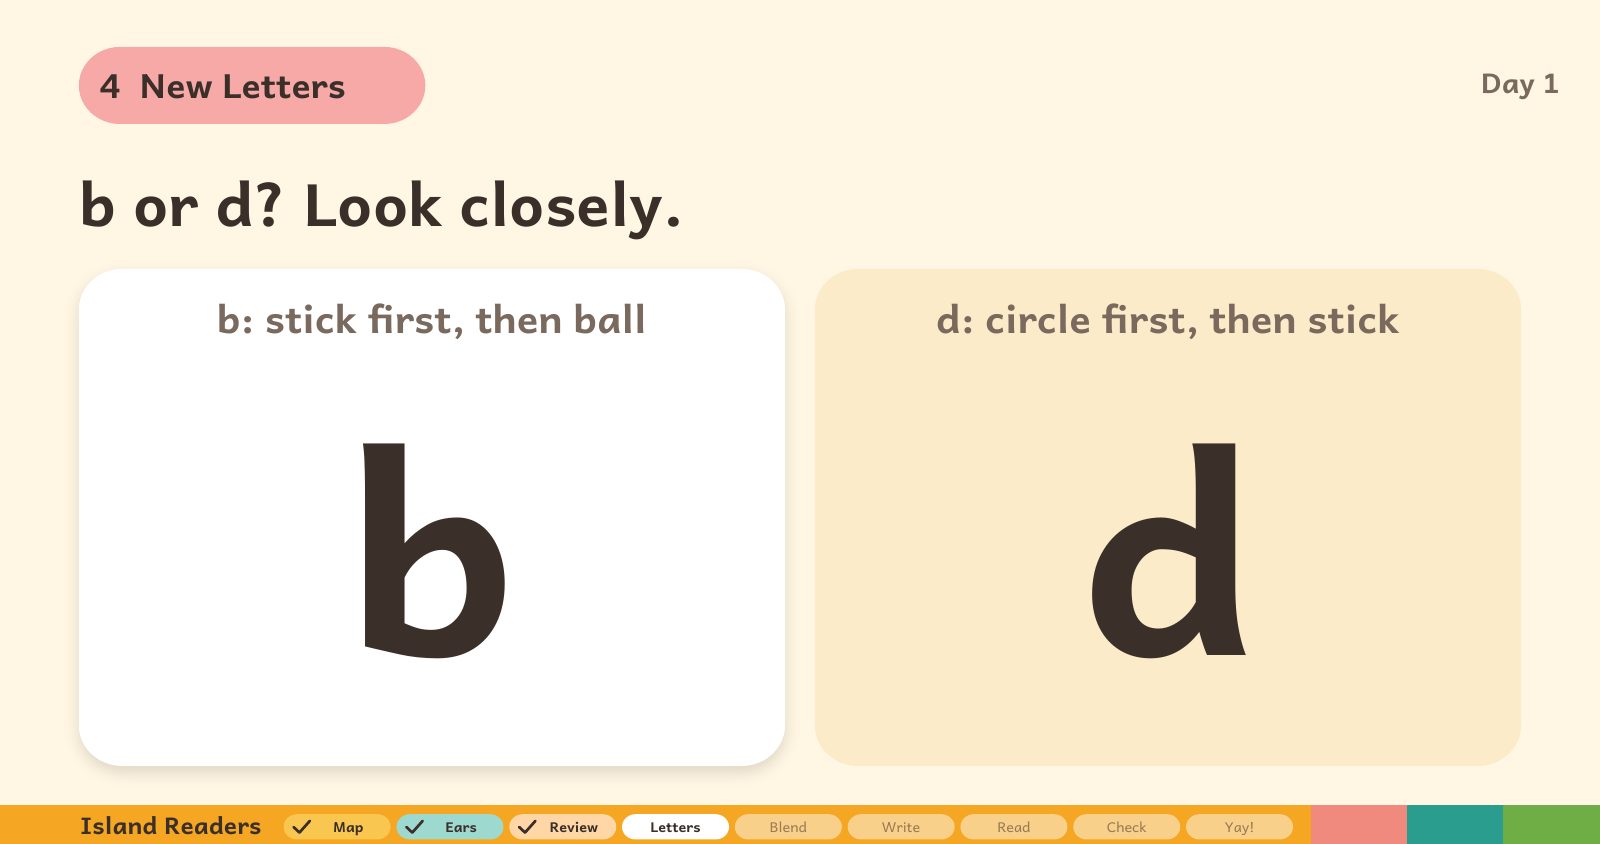 4 New Letters
Day 1
b or d? Look closely.
b: stick first, then ball
d: circle first, then stick
b
d
Island Readers
Map
Ears
Review
Letters
Blend
Write
Read
Check
Yay!